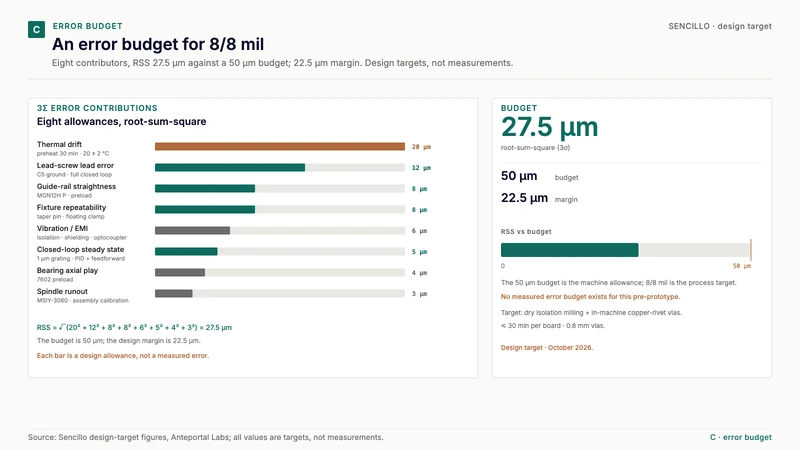 C
ERROR BUDGET
SENCILLO · design target
An error budget for 8/8 mil
Eight contributors, RSS 27.5 µm against a 50 µm budget; 22.5 µm margin. Design targets, not measurements.
3Σ ERROR CONTRIBUTIONS
Eight allowances, root-sum-square
Thermal drift
preheat 30 min · 20 ± 2 °C
20 µm
Lead-screw lead error
C5 ground · full closed loop
12 µm
Guide-rail straightness
MGN12H P · preload
8 µm
Fixture repeatability
taper pin · floating clamp
8 µm
Vibration / EMI
isolation · shielding · optocoupler
6 µm
Closed-loop steady state
1 µm grating · PID + feedforward
5 µm
Bearing axial play
7602 preload
4 µm
Spindle runout
MSIY-3060 · assembly calibration
3 µm
RSS = √(20² + 12² + 8² + 8² + 6² + 5² + 4² + 3²) = 27.5 µm
The budget is 50 µm; the design margin is 22.5 µm.
Each bar is a design allowance, not a measured error.
BUDGET
27.5 µm
root-sum-square (3σ)
50 µm budget
22.5 µm margin
RSS vs budget
0 50 µm
The 50 µm budget is the machine allowance; 8/8 mil is the process target.
No measured error budget exists for this pre-prototype.
Target: dry isolation milling + in-machine copper-rivet vias.
≤ 30 min per board · 0.8 mm vias.
Design target · October 2026.
Source: Sencillo design-target figures, Anteportal Labs; all values are targets, not measurements.
C · error budget